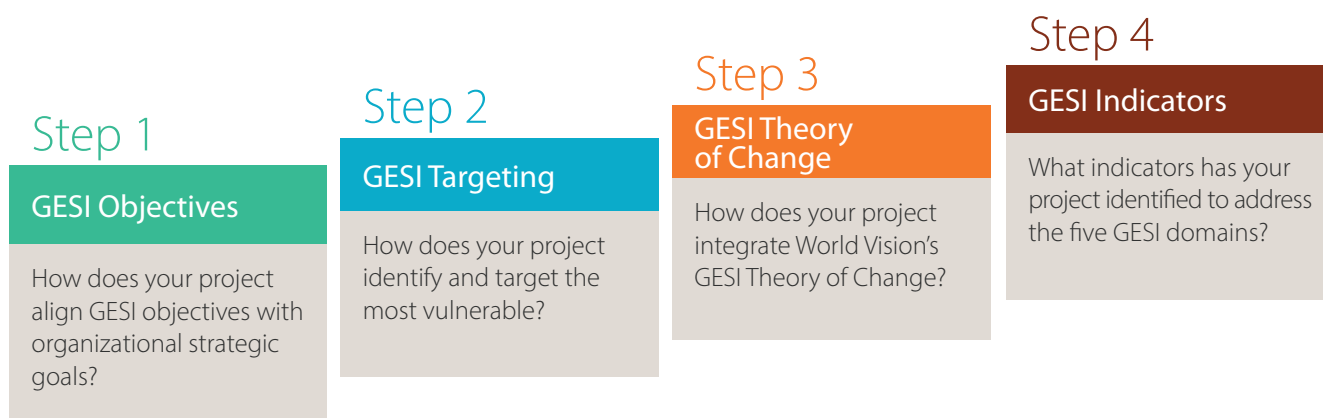 Step 1
GESI Objectives
How does your project
align GESI objectives with
organizational strategic
goals?
Step 2
GESI Targeting
How does your project
identify and target the
most vulnerable?
Step 3
GESI Theory
of Change
How does your project
integrate World Vision’s
GESI Theory of Change?
Step 4
GESI Indicators
What indicators has your
project identified to address
the five GESI domains?